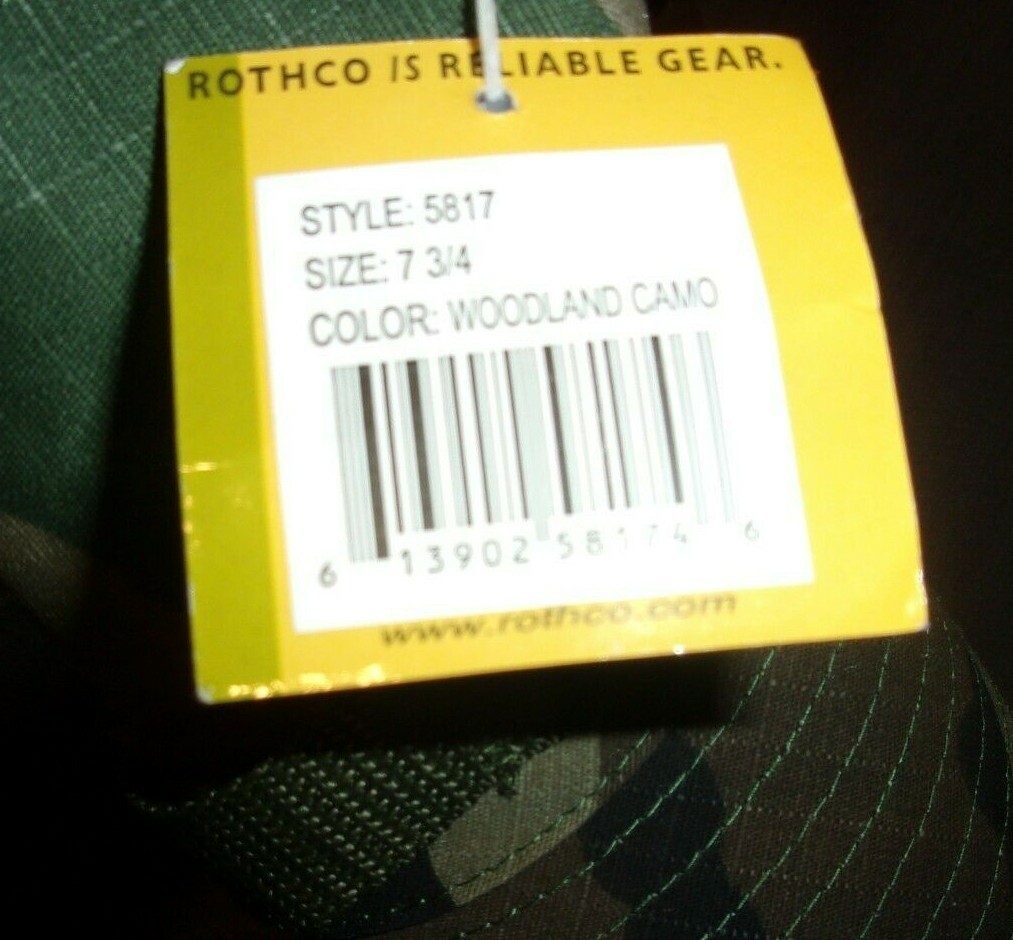 ROTHCO IS RELIABLE GEAR.
STYLE: 5817
SIZE: 7 3/4
COLOR: WOODLAND CAMO
6 13902 58174 6
www.rothco.com